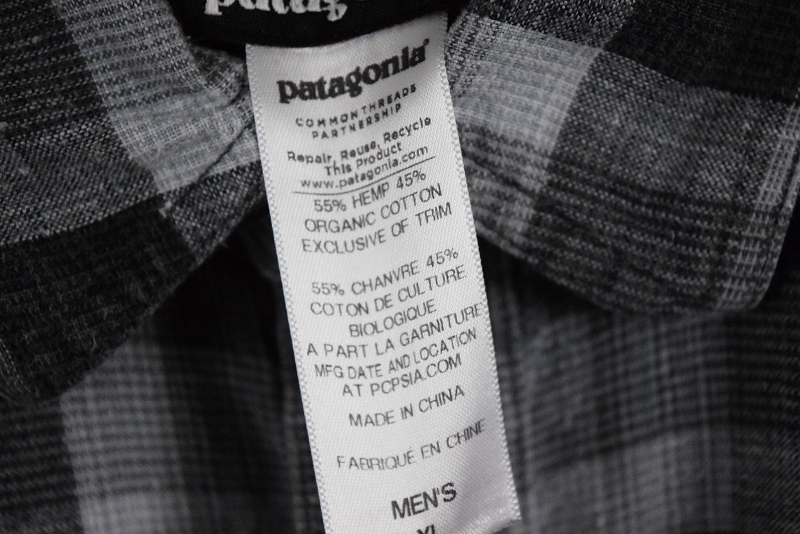 patag
patagonia®
COMMON THREADS
PARTNERSHIP
Repair, Reuse, Recycle
This Product
www.patagonia.com
55% HEMP 45%
ORGANIC COTTON
EXCLUSIVE OF TRIM
55% CHANVRE 45%
COTON DE CULTURE
BIOLOGIQUE
A PART LA GARNITURE
MFG DATE AND LOCATION
AT PCPSIA.COM
MADE IN CHINA
FABRIQUÉ EN CHINE
MEN'S
XL